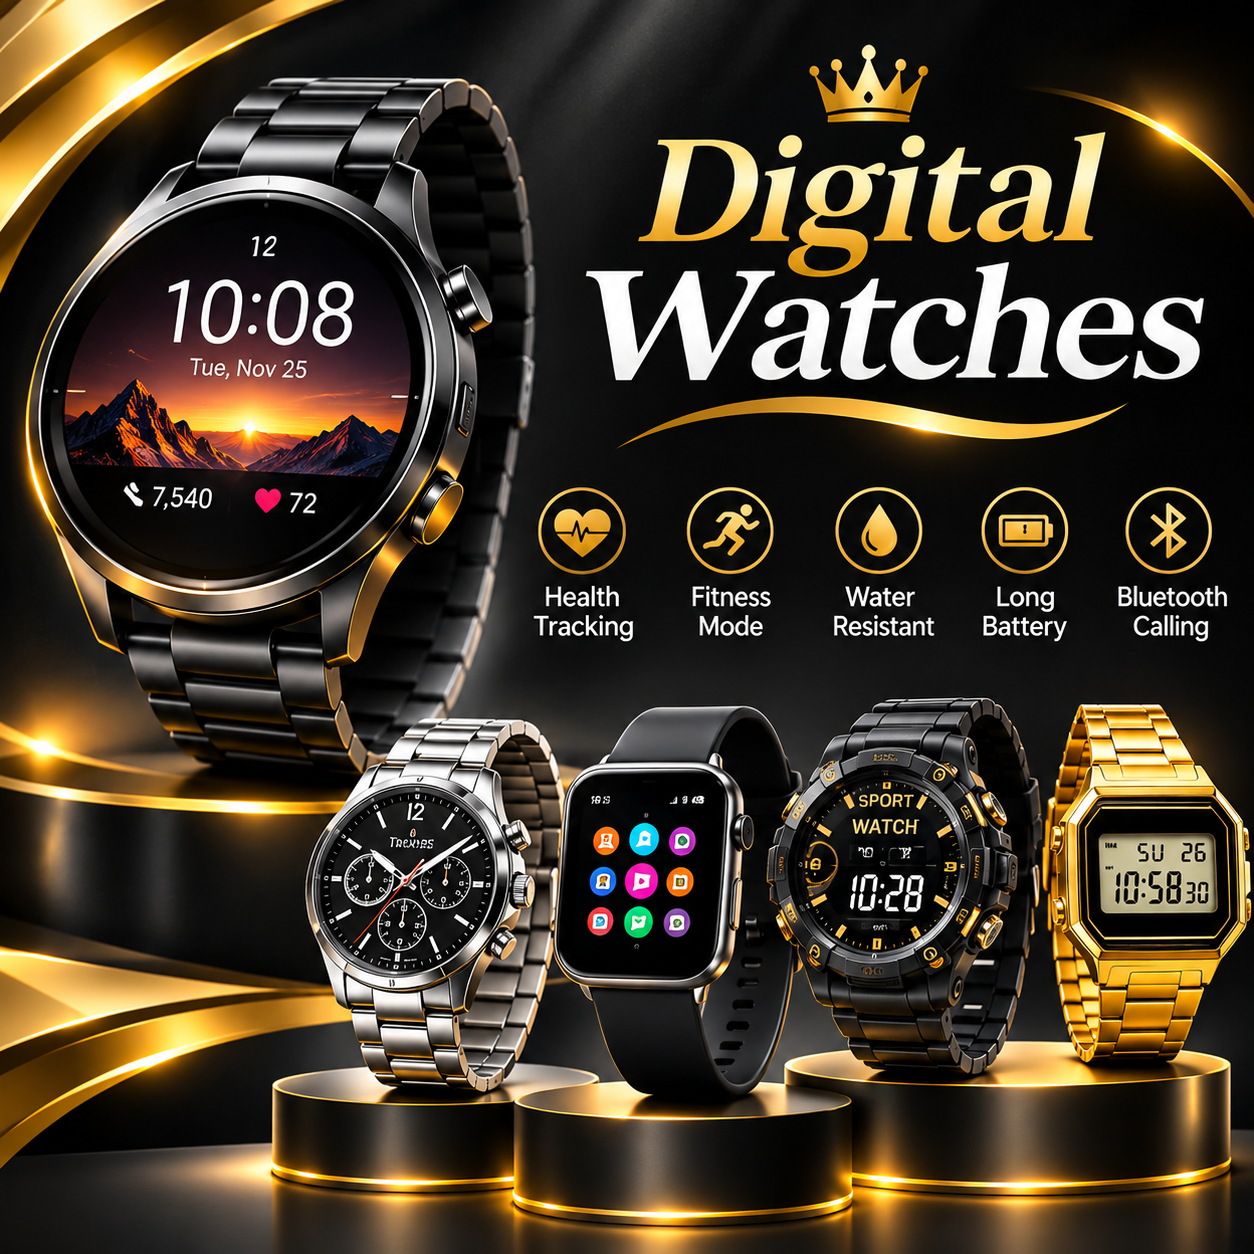 Digital
Watches
12
10:08
Tue, Nov 25
7,540
72
Health
Tracking
Fitness
Mode
Water
Resistant
Long
Battery
Bluetooth
Calling
12
SPORT
WATCH
10:28
SU 26
10:58 30